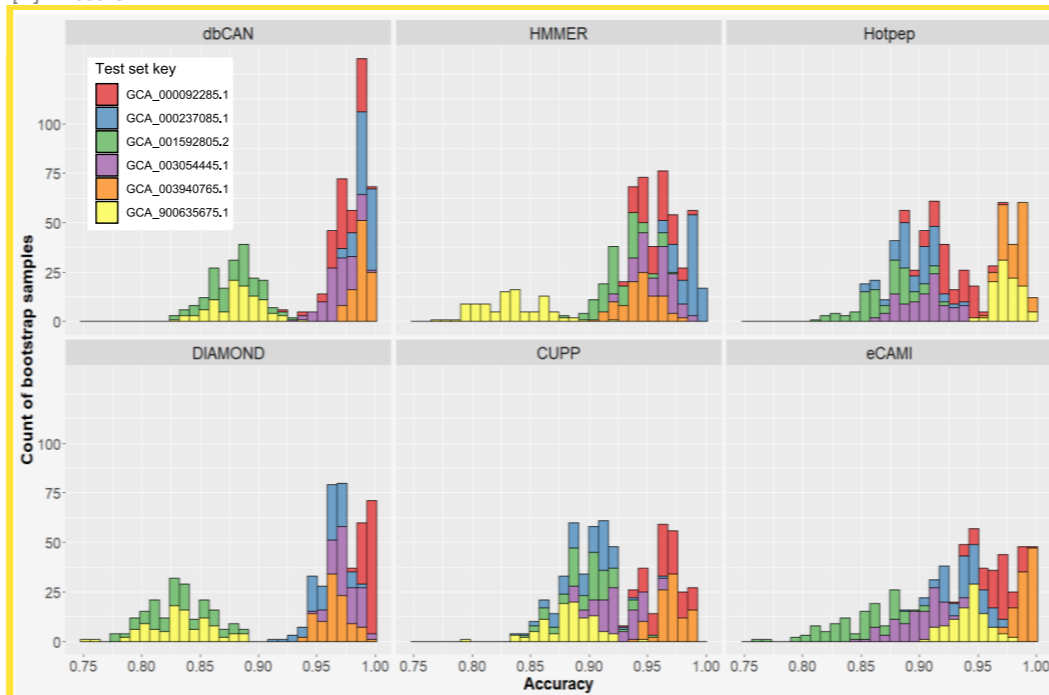 dbCAN HMMER Hotpep
Test set key
GCA_000092285.1
GCA_000237085.1
GCA_001592805.2
GCA_003054445.1
GCA_003940765.1
GCA_900635675.1
100
75
50
25
0
DIAMOND CUPP eCAMI
100
75
50
25
0
0.75 0.80 0.85 0.90 0.95 1.00 0.75 0.80 0.85 0.90 0.95 1.00 0.75 0.80 0.85 0.90 0.95 1.00
Accuracy
Count of bootstrap samples